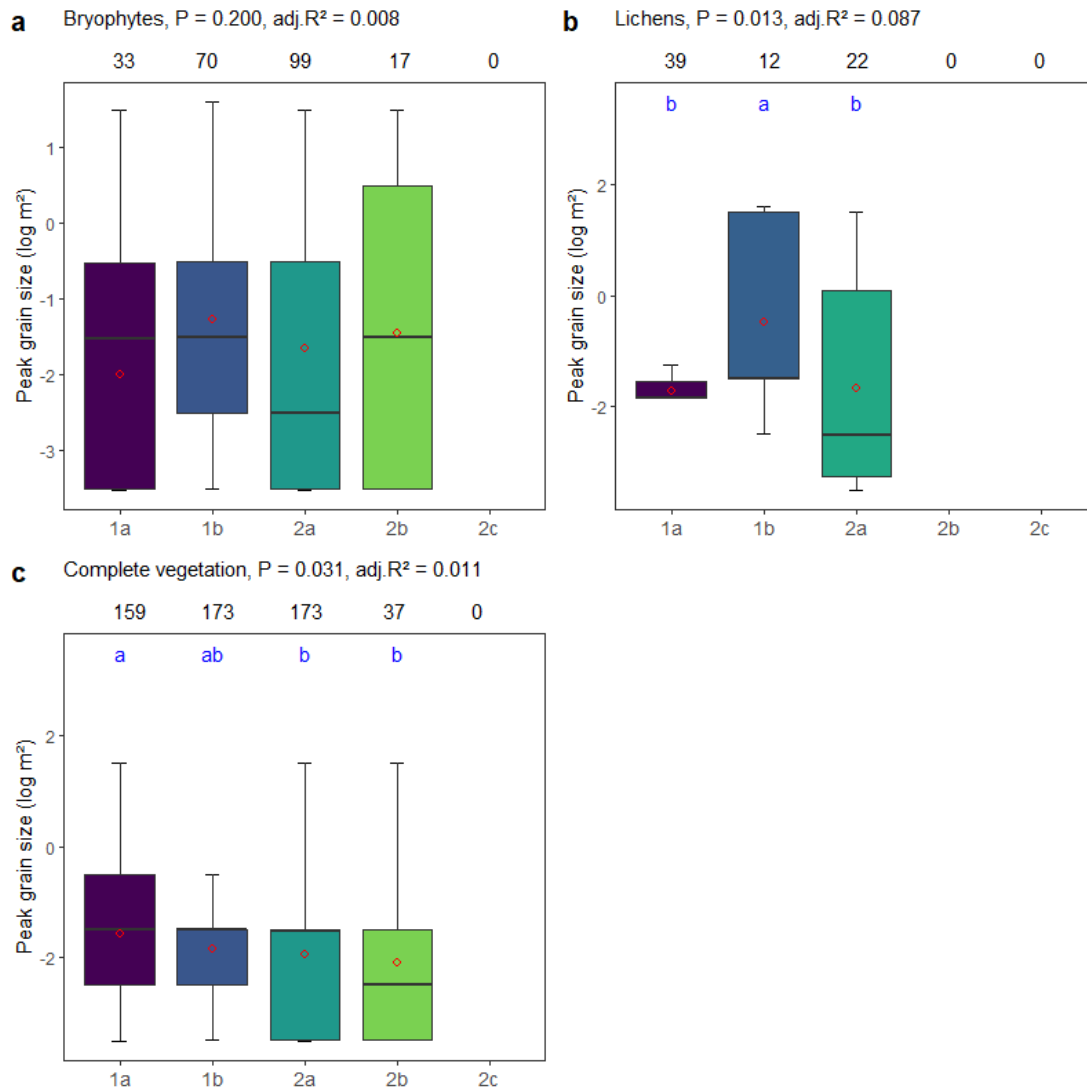 a Bryophytes, P = 0.200, adj.R² = 0.008
33 70 99 17 0
Peak grain size (log m²)
1
0
-1
-2
-3
1a 1b 2a 2b 2c
b Lichens, P = 0.013, adj.R² = 0.087
39 12 22 0 0
b a b
Peak grain size (log m²)
2
0
-2
1a 1b 2a 2b 2c
c Complete vegetation, P = 0.031, adj.R² = 0.011
159 173 173 37 0
a ab b b
Peak grain size (log m²)
2
0
-2
1a 1b 2a 2b 2c